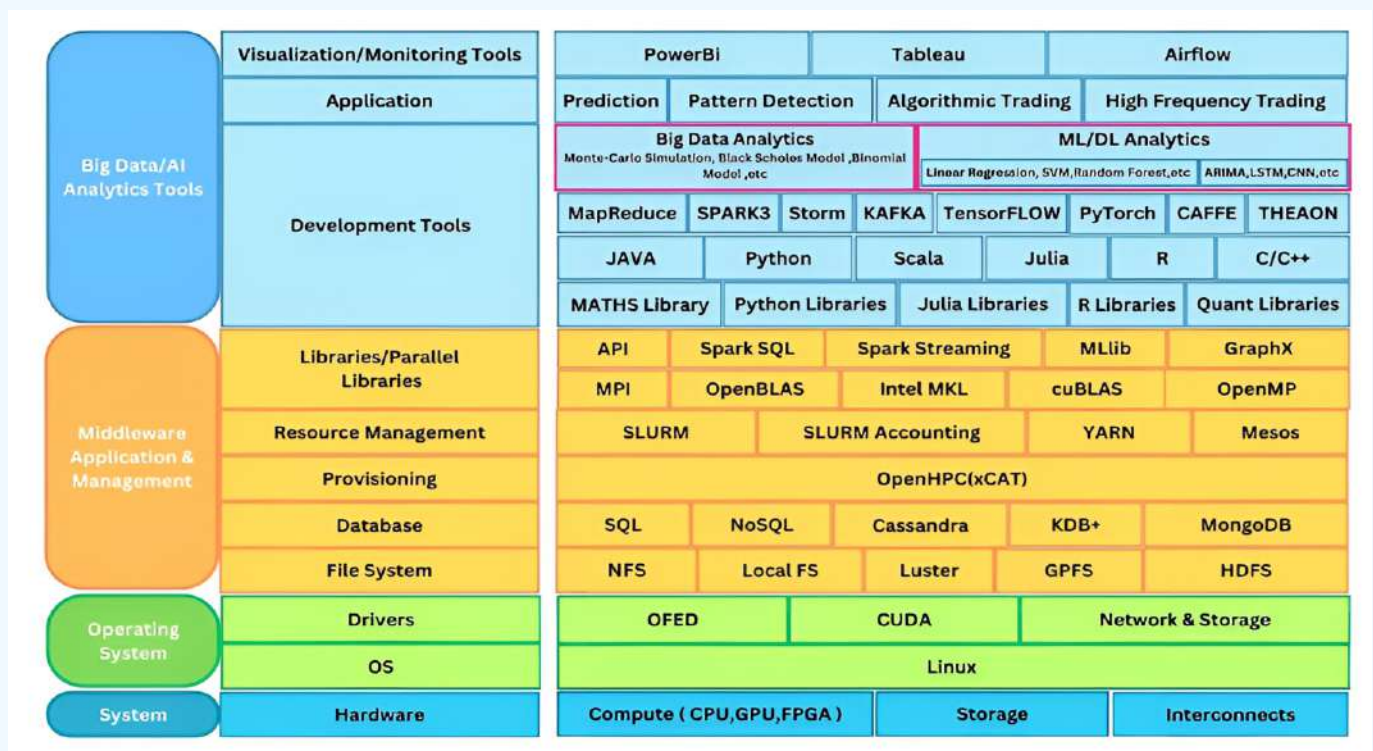 Big Data/AI
Analytics Tools
Visualization/Monitoring Tools
PowerBi
Tableau
Airflow
Application
Prediction
Pattern Detection
Algorithmic Trading
High Frequency Trading
Development Tools
Big Data Analytics
Monte-Carlo Simulation, Black Scholes Model ,Binomial
Model ,etc
ML/DL Analytics
Linear Regression, SVM,Random Forest,etc
ARIMA,LSTM,CNN,etc
MapReduce
SPARK3
Storm
KAFKA
TensorFLOW
PyTorch
CAFFE
THEAON
JAVA
Python
Scala
Julia
R
C/C++
MATHS Library
Python Libraries
Julia Libraries
R Libraries
Quant Libraries
Middleware
Application &
Management
Libraries/Parallel
Libraries
API
Spark SQL
Spark Streaming
MLlib
GraphX
MPI
OpenBLAS
Intel MKL
cuBLAS
OpenMP
Resource Management
SLURM
SLURM Accounting
YARN
Mesos
Provisioning
OpenHPC(xCAT)
Database
SQL
NoSQL
Cassandra
KDB+
MongoDB
File System
NFS
Local FS
Luster
GPFS
HDFS
Operating
System
Drivers
OFED
CUDA
Network & Storage
OS
Linux
System
Hardware
Compute ( CPU,GPU,FPGA )
Storage
Interconnects